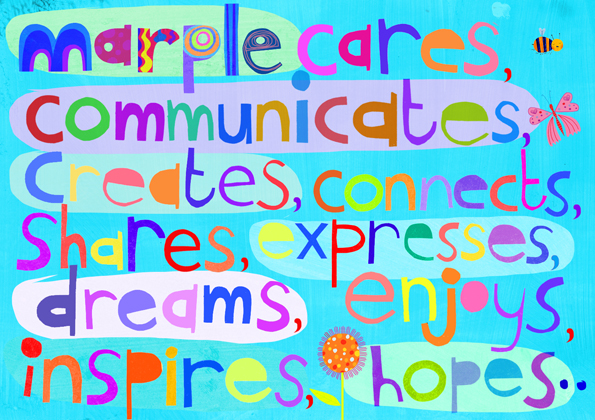 marple cares,
communicates,
creates, connects,
shares, expresses,
dreams, enjoys,
inspires, hopes...